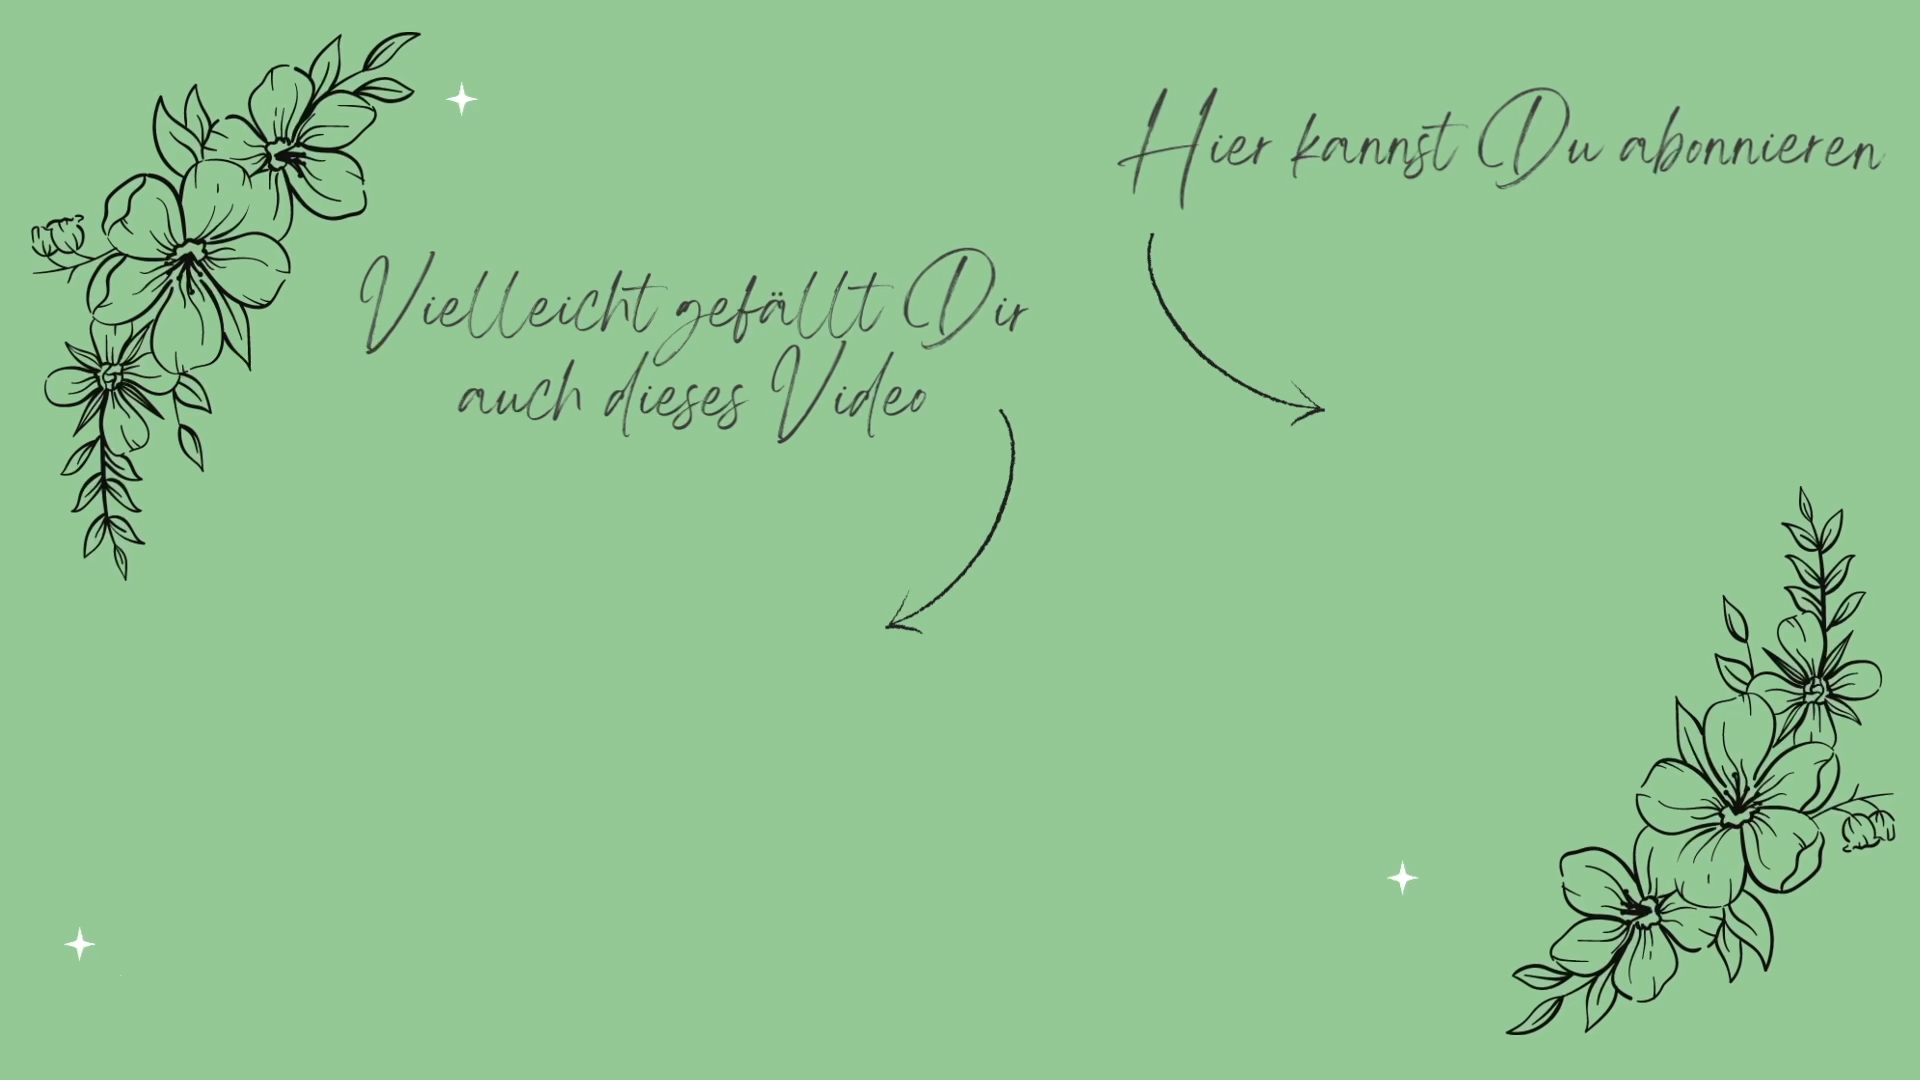 Hier kannst Du abonnieren
Vielleicht gefällt Dir
auch dieses Video